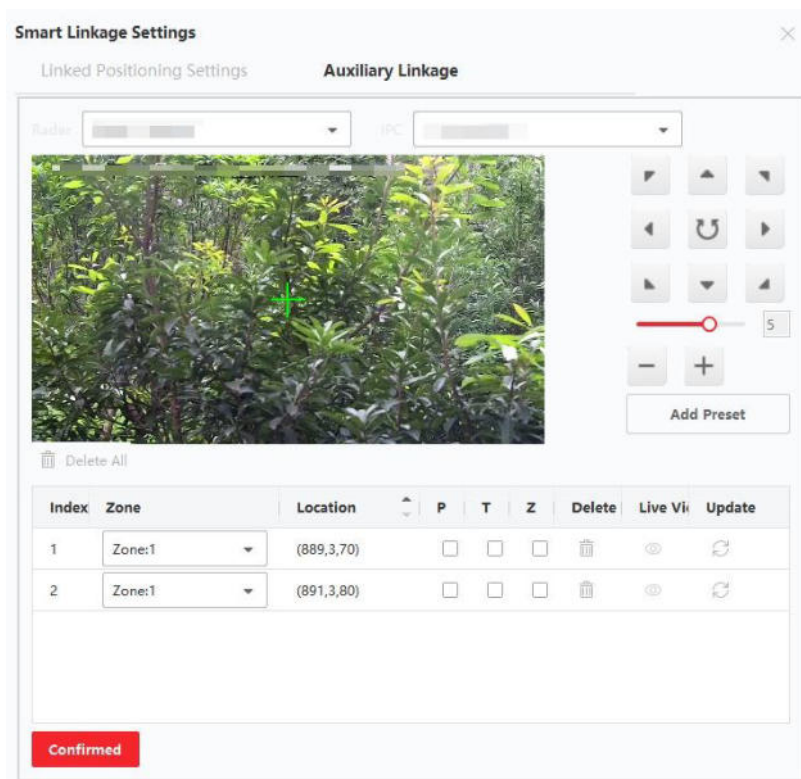 Smart Linkage Settings
Linked Positioning Settings Auxiliary Linkage
Radar IPC
5
Add Preset
Delete All
Index Zone Location P T Z Delete Live Vi Update
1 Zone:1 (889,3,70)
2 Zone:1 (891,3,80)
Confirmed